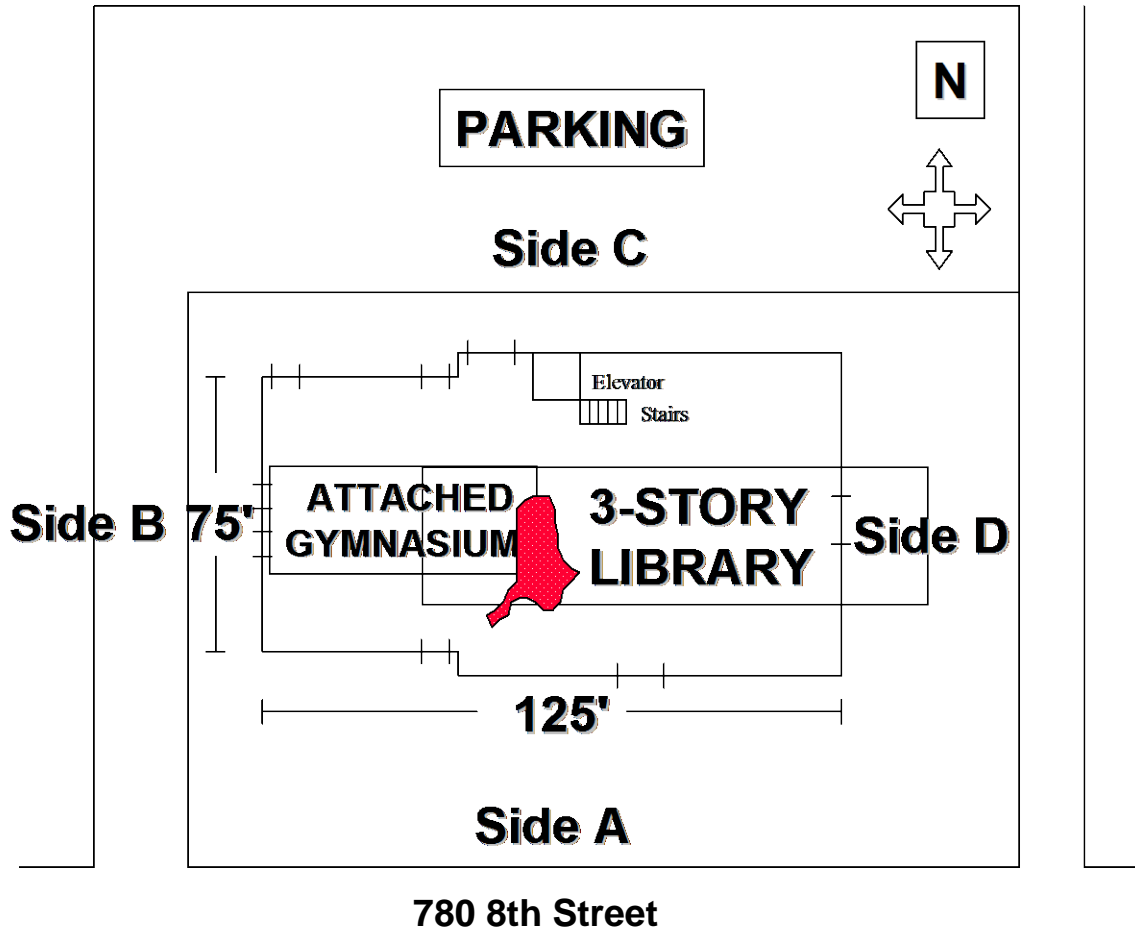 N
PARKING
Side C
Elevator
Stairs
ATTACHED
GYMNASIUM
3-STORY
LIBRARY
Side B
75'
Side D
125'
Side A
780 8th Street